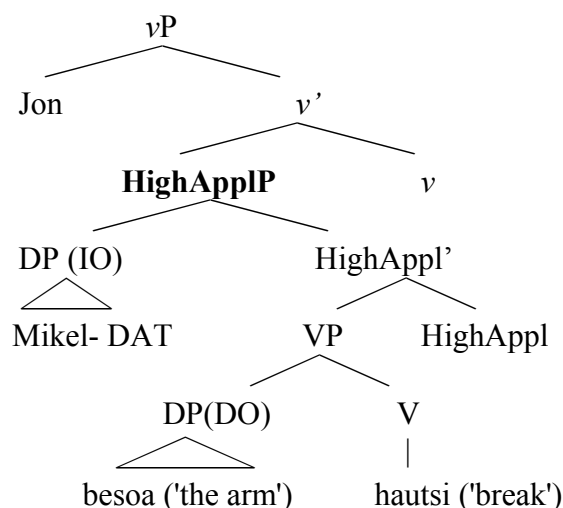 vP
Jon v’
HighApplP v
DP (IO) HighAppl’
Mikel- DAT VP HighAppl
DP(DO) V
besoa ('the arm') hautsi ('break')